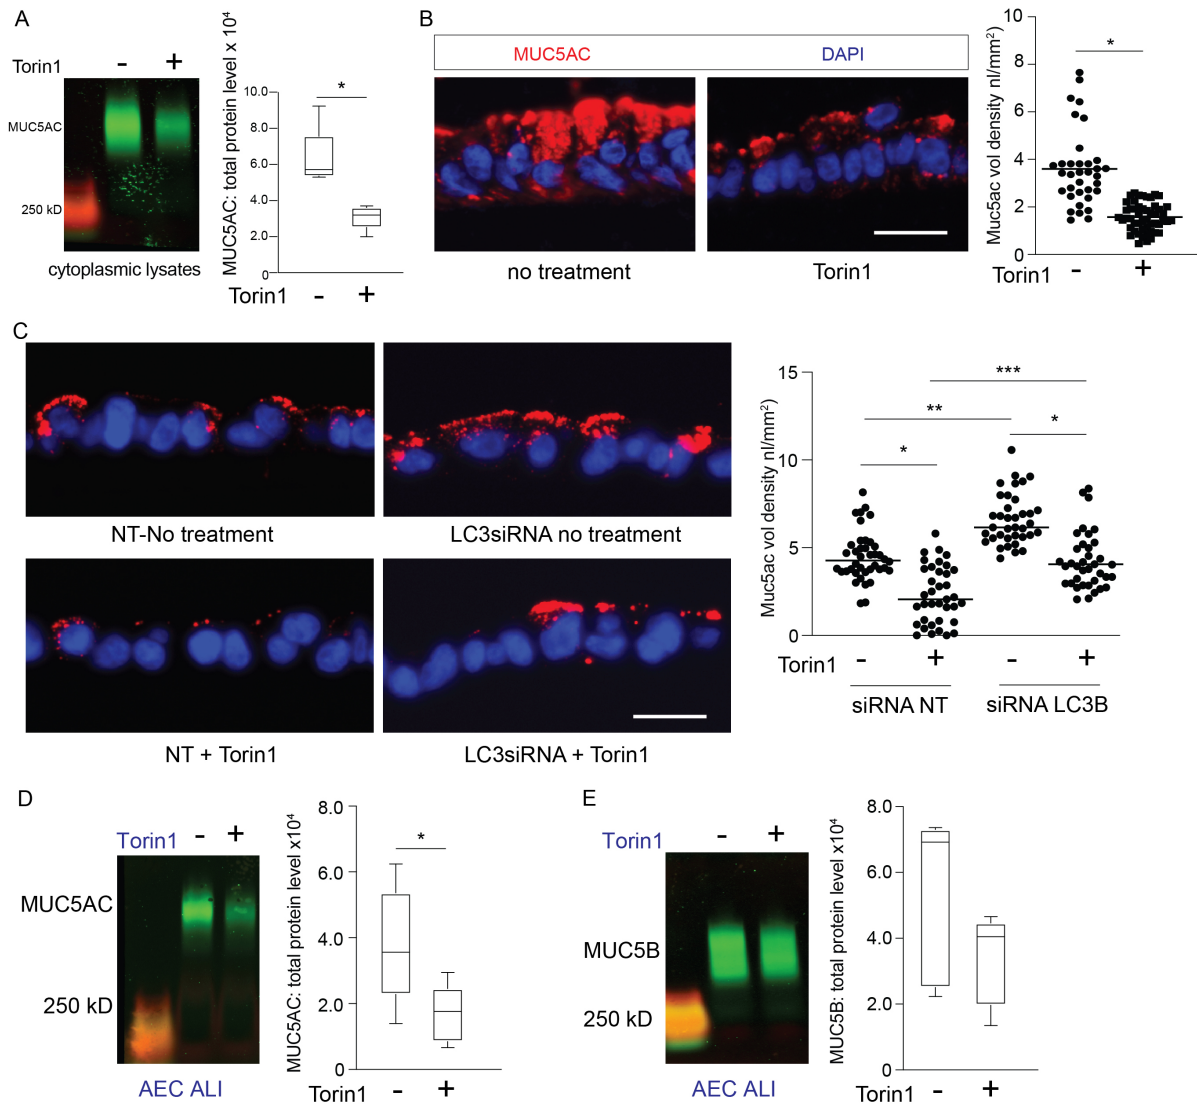 A
Torin1 - +
MUC5AC
250 kD
cytoplasmic lysates
MUC5AC: total protein level x 10⁴
10.0
8.0
6.0
4.0
2.0
0
*
Torin1 - +
B
MUC5AC DAPI
no treatment
Torin1
Muc5ac vol density nl/mm²)
10
8
6
4
2
0
*
Torin1 - +
C
NT-No treatment
LC3siRNA no treatment
NT + Torin1
LC3siRNA + Torin1
Muc5ac vol density nl/mm²)
15
10
5
0
***
**
*
*
Torin1 - + - +
siRNA NT
siRNA LC3B
D
Torin1 - +
MUC5AC
250 kD
AEC ALI
MUC5AC: total protein level x10⁴
8.0
6.0
4.0
2.0
0
*
Torin1 - +
E
Torin1 - +
MUC5B
250 kD
AEC ALI
MUC5B: total protein level x10⁴
8.0
6.0
4.0
2.0
0
Torin1 - +